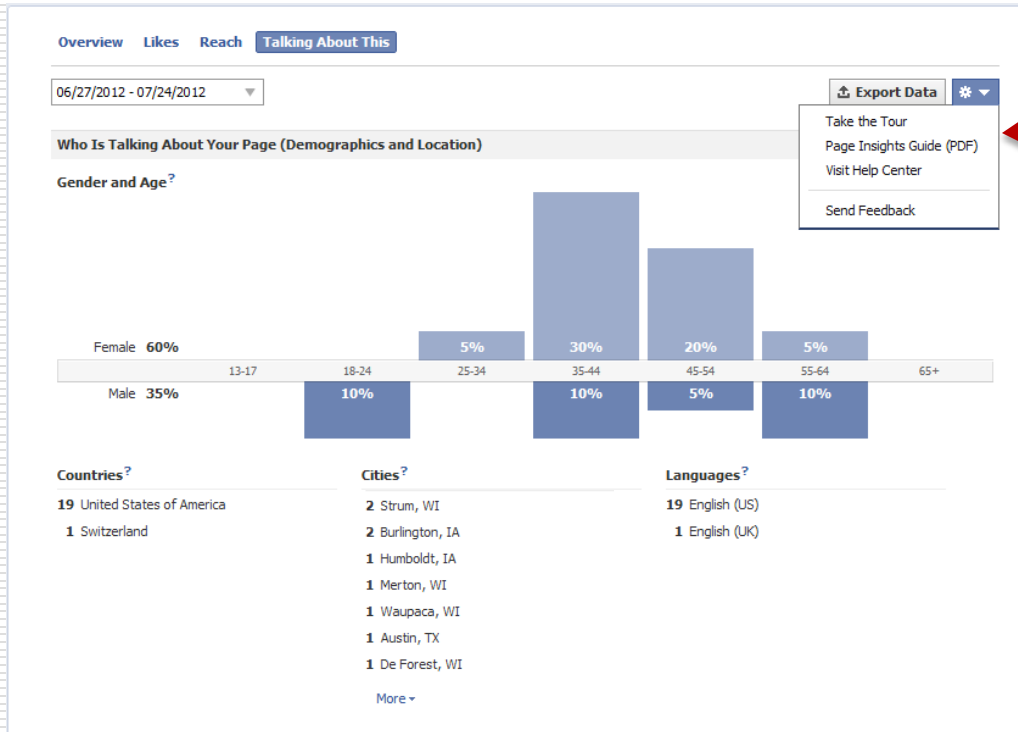 Overview Likes Reach Talking About This
06/27/2012 - 07/24/2012 Export Data
Take the Tour
Page Insights Guide (PDF)
Visit Help Center
Send Feedback
Who Is Talking About Your Page (Demographics and Location)
Gender and Age?
Female 60% 5% 30% 20% 5%
13-17 18-24 25-34 35-44 45-54 55-64 65+
Male 35% 10% 10% 5% 10%
Countries? Cities? Languages?
19 United States of America 2 Strum, WI 19 English (US)
1 Switzerland 2 Burlington, IA 1 English (UK)
1 Humboldt, IA
1 Merton, WI
1 Waupaca, WI
1 Austin, TX
1 De Forest, WI
More